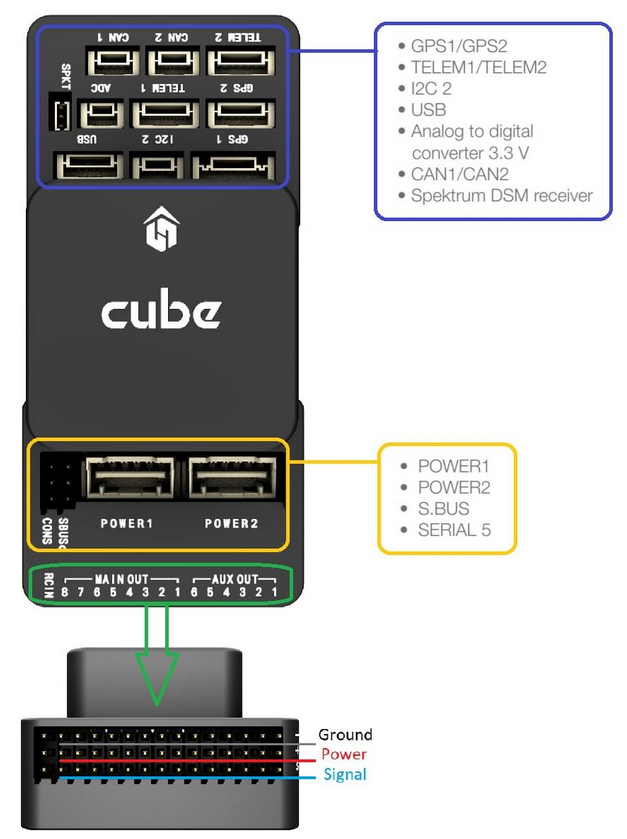 CAN 1 CAN 2 TELEM 2
SPKT
ADC TELEM 1 GPS 2
USB I2C 2 GPS 1
• GPS1/GPS2
• TELEM1/TELEM2
• I2C 2
• USB
• Analog to digital
converter 3.3 V
• CAN1/CAN2
• Spektrum DSM receiver
cube
CONS
SBUSo
POWER1 POWER2
• POWER1
• POWER2
• S.BUS
• SERIAL 5
RCIN
MAIN OUT AUX OUT
8 7 6 5 4 3 2 1 6 5 4 3 2 1
Ground
Power
Signal